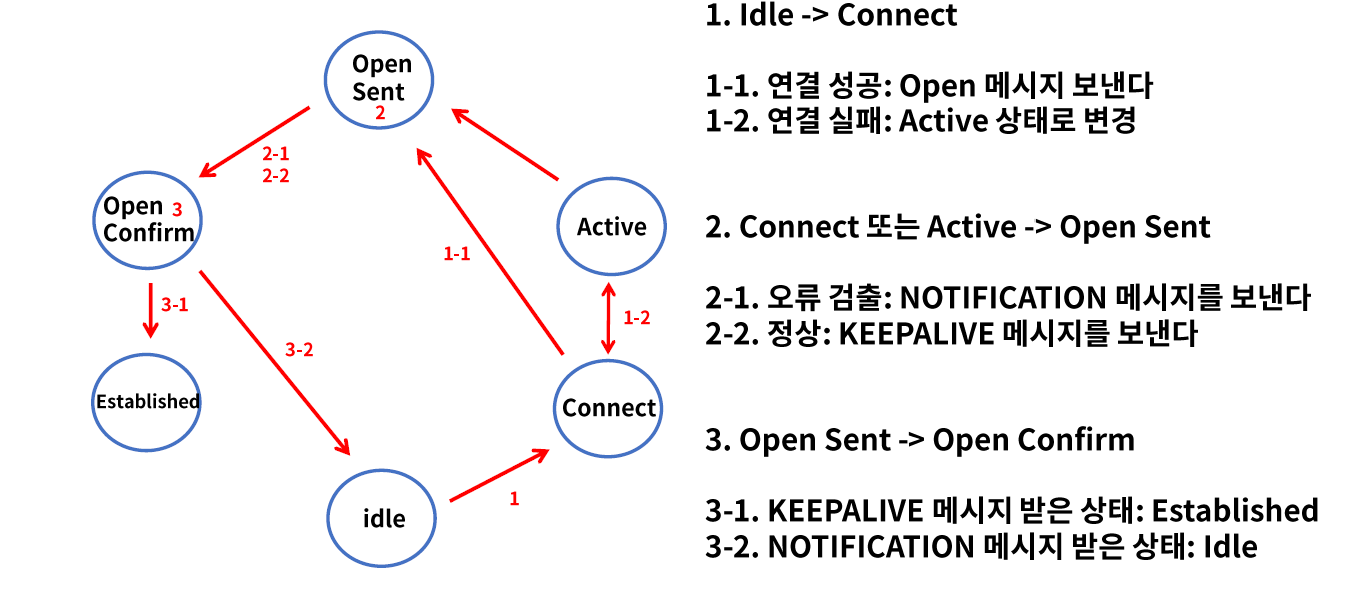 Open
Sent
2
2-1
2-2
Open 3
Confirm
Active
1-1
3-1
1-2
3-2
Established
Connect
idle
1
1. Idle -> Connect
1-1. 연결 성공: Open 메시지 보낸다
1-2. 연결 실패: Active 상태로 변경
2. Connect 또는 Active -> Open Sent
2-1. 오류 검출: NOTIFICATION 메시지를 보낸다
2-2. 정상: KEEPALIVE 메시지를 보낸다
3. Open Sent -> Open Confirm
3-1. KEEPALIVE 메시지 받은 상태: Established
3-2. NOTIFICATION 메시지 받은 상태: Idle